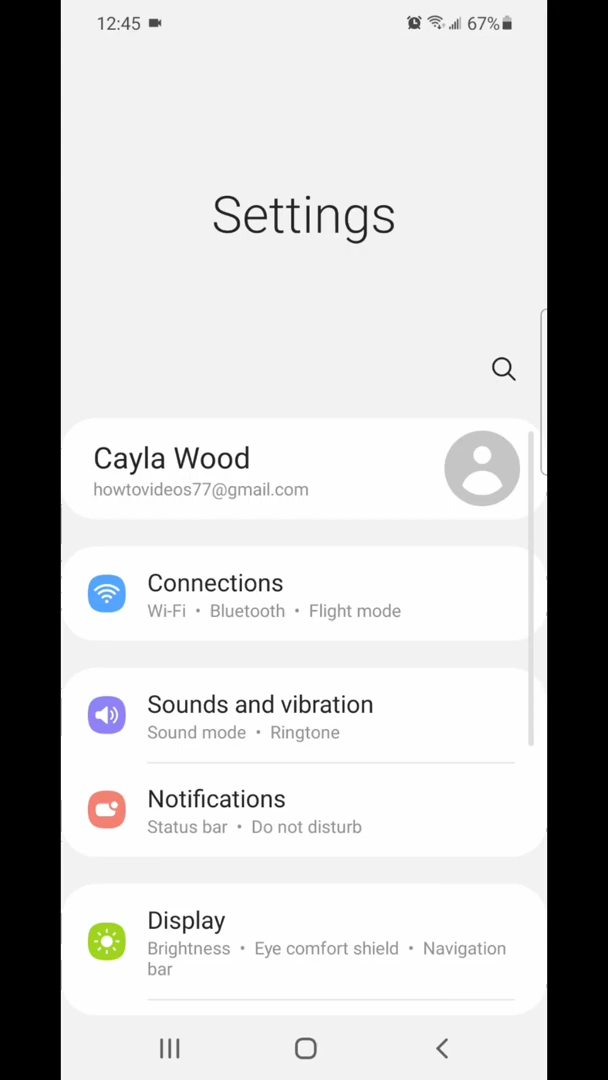 12:45
67%
Settings
Cayla Wood
howtovideos77@gmail.com
Connections
Wi-Fi • Bluetooth • Flight mode
Sounds and vibration
Sound mode • Ringtone
Notifications
Status bar • Do not disturb
Display
Brightness • Eye comfort shield • Navigation
bar